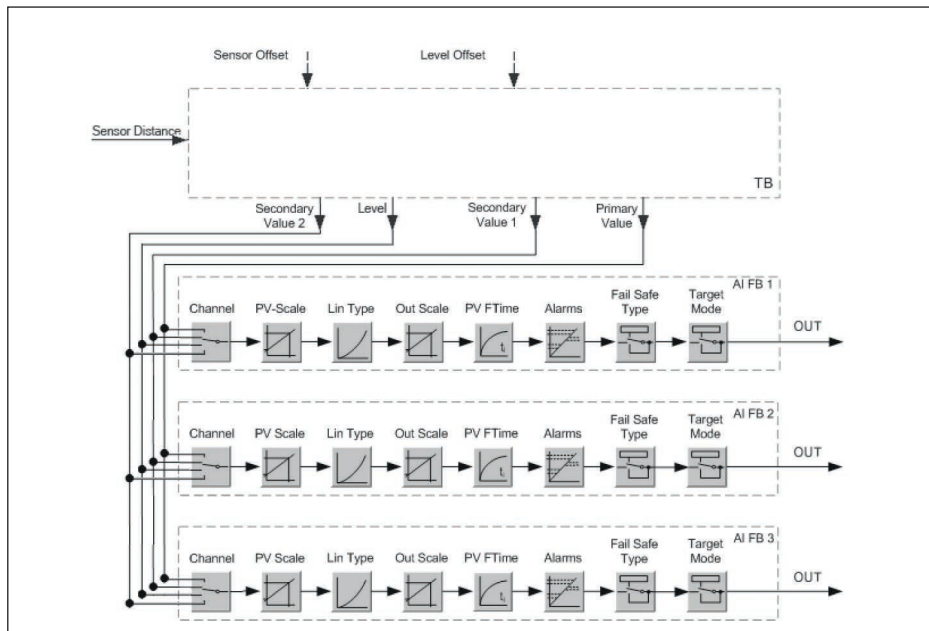 Sensor Offset
Level Offset
Sensor Distance
TB
Secondary
Value 2
Level
Secondary
Value 1
Primary
Value
AI FB 1
Channel
PV-Scale
Lin Type
Out Scale
PV FTime
Alarms
Fail Safe
Type
Target
Mode
OUT
t
AI FB 2
Channel
PV Scale
Lin Type
Out Scale
PV FTime
Alarms
Fail Safe
Type
Target
Mode
OUT
t
AI FB 3
Channel
PV Scale
Lin Type
Out Scale
PV FTime
Alarms
Fail Safe
Type
Target
Mode
OUT
t